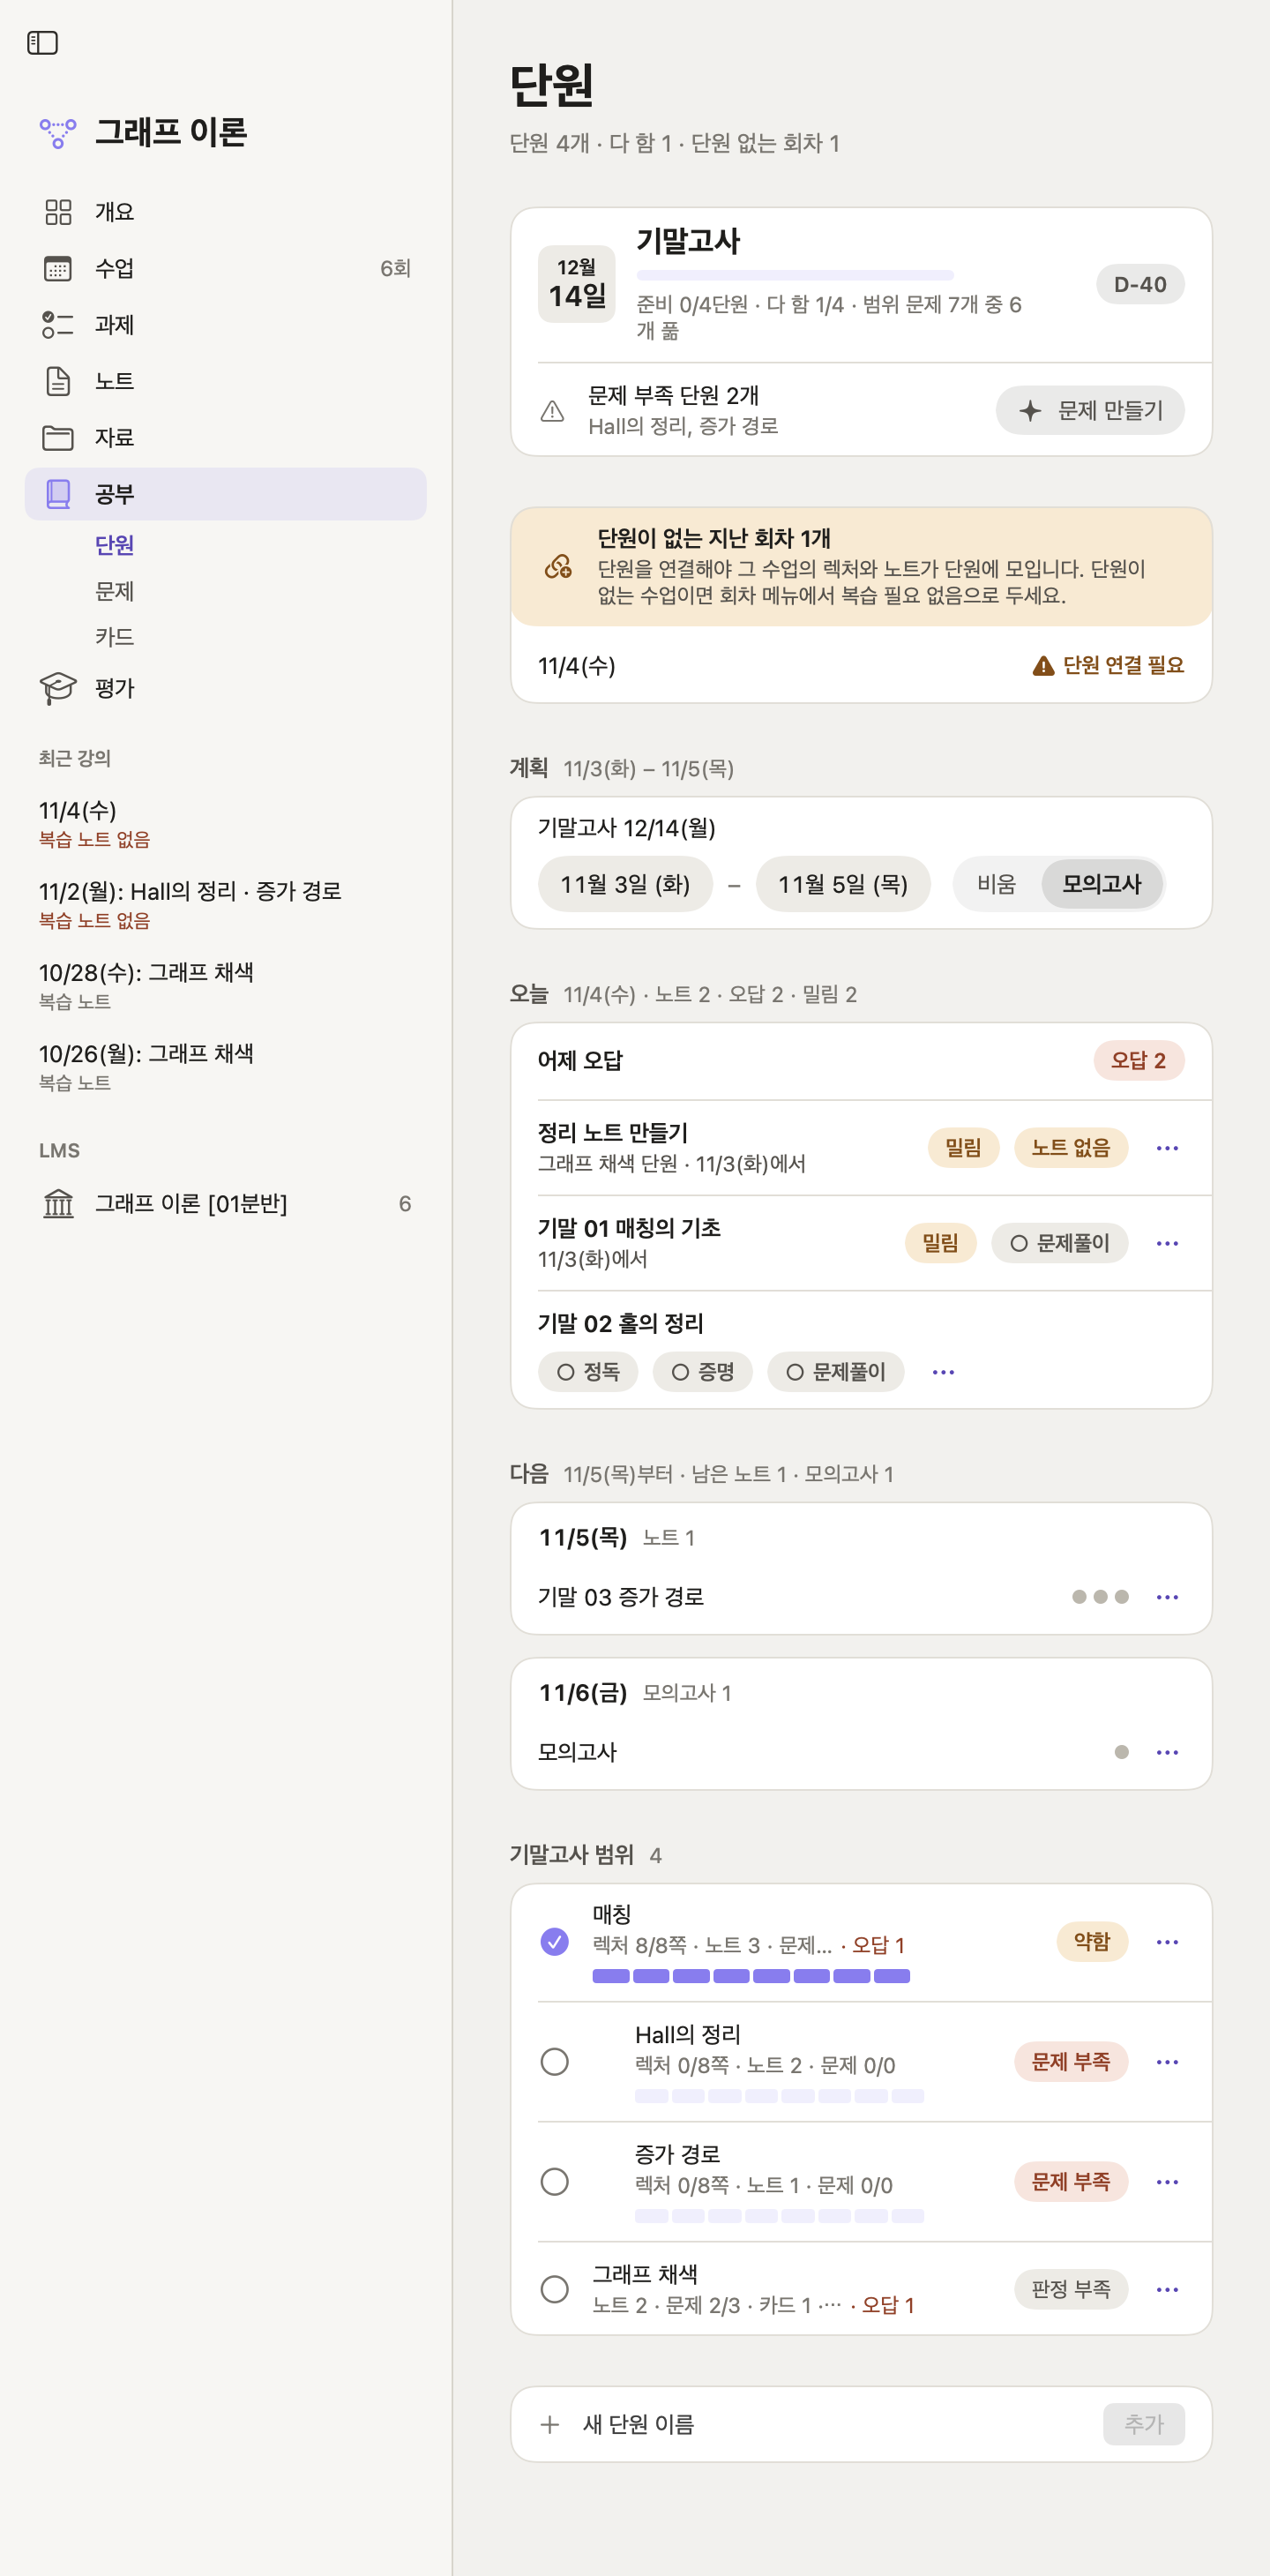 그래프 이론
개요
수업 6회
과제
노트
자료
공부
단원
문제
카드
평가
최근 강의
11/4(수)
복습 노트 없음
11/2(월): Hall의 정리 · 증가 경로
복습 노트 없음
10/28(수): 그래프 채색
복습 노트
10/26(월): 그래프 채색
복습 노트
LMS
그래프 이론 [01분반] 6
단원
단원 4개 · 다 함 1 · 단원 없는 회차 1
12월
14일
기말고사
준비 0/4단원 · 다 함 1/4 · 범위 문제 7개 중 6
개 풂
D-40
문제 부족 단원 2개
Hall의 정리, 증가 경로
문제 만들기
단원이 없는 지난 회차 1개
단원을 연결해야 그 수업의 렉처와 노트가 단원에 모입니다. 단원이
없는 수업이면 회차 메뉴에서 복습 필요 없음으로 두세요.
11/4(수) 단원 연결 필요
계획 11/3(화) – 11/5(목)
기말고사 12/14(월)
11월 3일 (화) – 11월 5일 (목) 비움 모의고사
오늘 11/4(수) · 노트 2 · 오답 2 · 밀림 2
어제 오답 오답 2
정리 노트 만들기
그래프 채색 단원 · 11/3(화)에서
밀림 노트 없음
기말 01 매칭의 기초
11/3(화)에서
밀림 문제풀이
기말 02 홀의 정리
정독 증명 문제풀이
다음 11/5(목)부터 · 남은 노트 1 · 모의고사 1
11/5(목) 노트 1
기말 03 증가 경로
11/6(금) 모의고사 1
모의고사
기말고사 범위 4
매칭
렉처 8/8쪽 · 노트 3 · 문제... · 오답 1
약함
Hall의 정리
렉처 0/8쪽 · 노트 2 · 문제 0/0
문제 부족
증가 경로
렉처 0/8쪽 · 노트 1 · 문제 0/0
문제 부족
그래프 채색
노트 2 · 문제 2/3 · 카드 1 ·... · 오답 1
판정 부족
새 단원 이름 추가